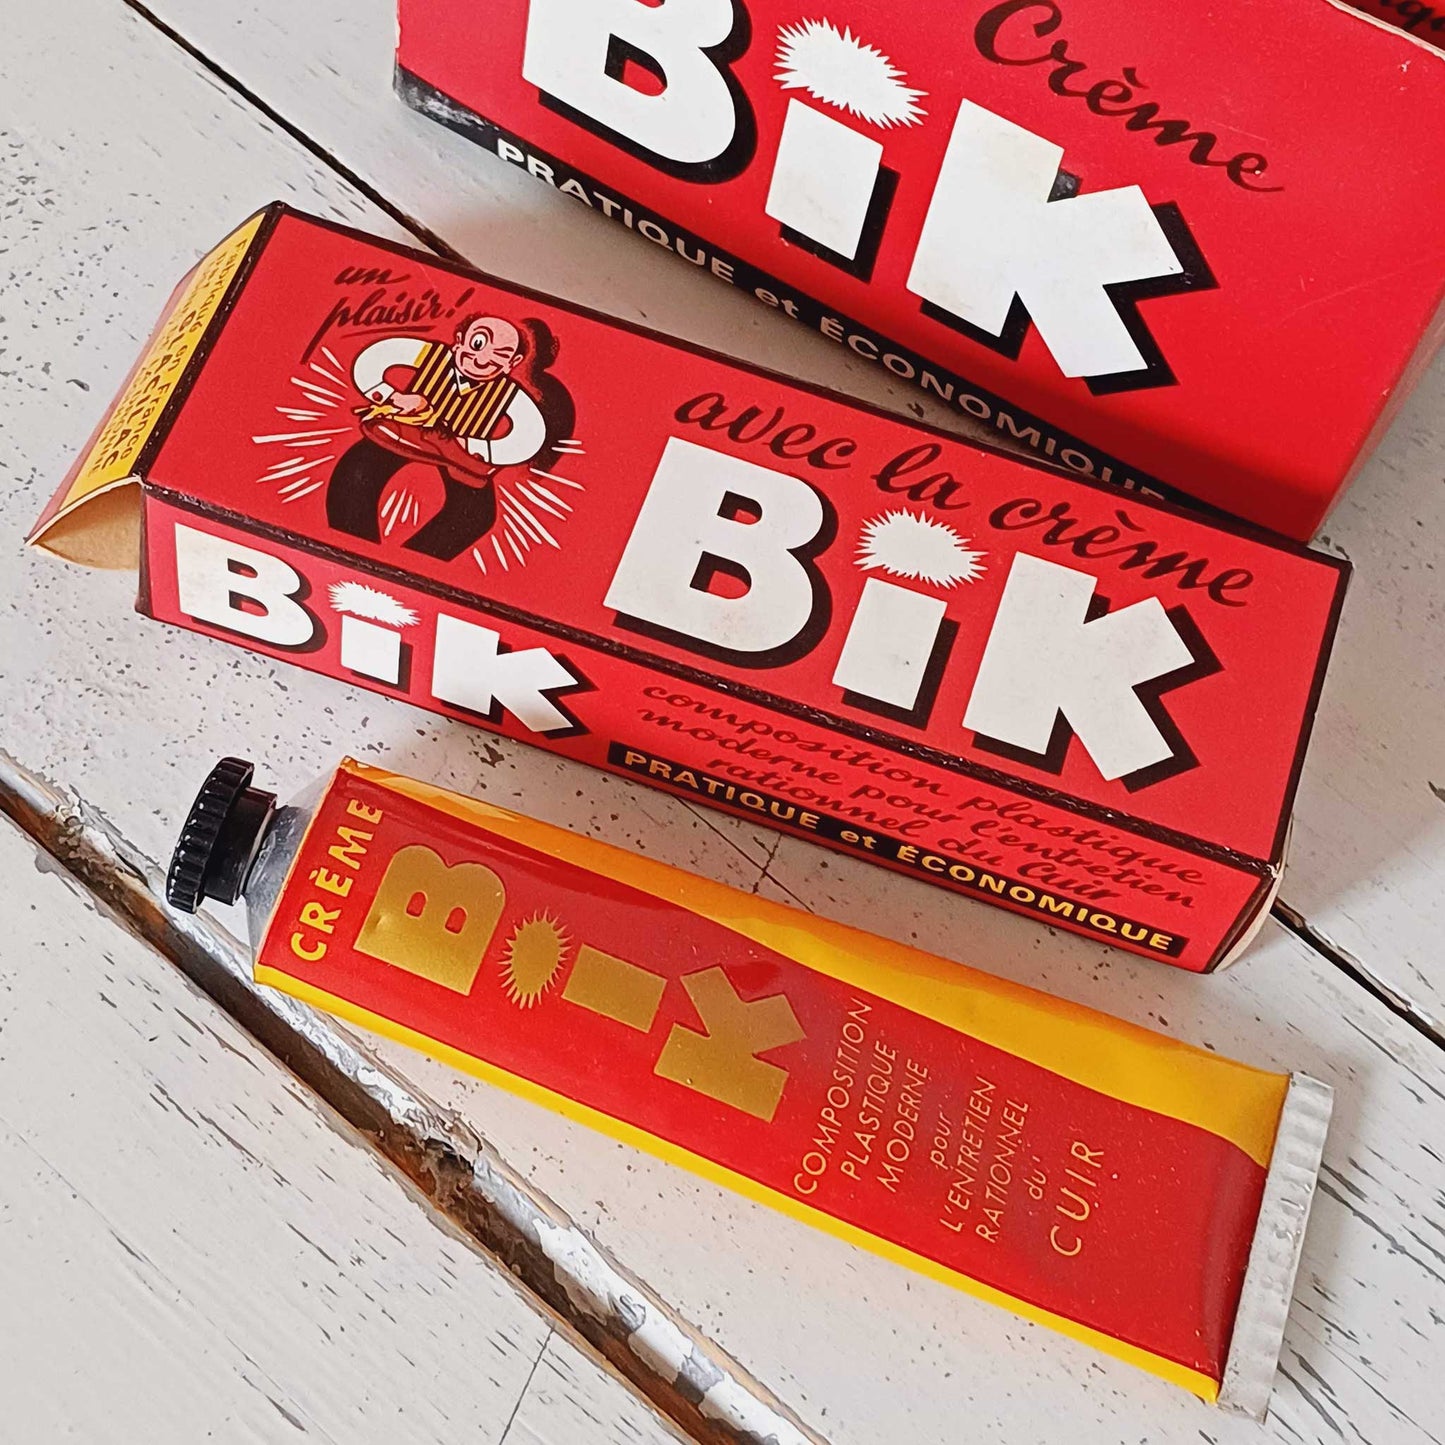 Crème
Bik
PRATIQUE et ÉCONOMIQUE
un
plaisir!
avec la crème
Bik
Bik
composition plastique
moderne pour l'entretien
rationnel du Cuir
PRATIQUE et ÉCONOMIQUE
CRÈME
BiK
COMPOSITION
PLASTIQUE
MODERNE
pour
L'ENTRETIEN
RATIONNEL
du
CUIR